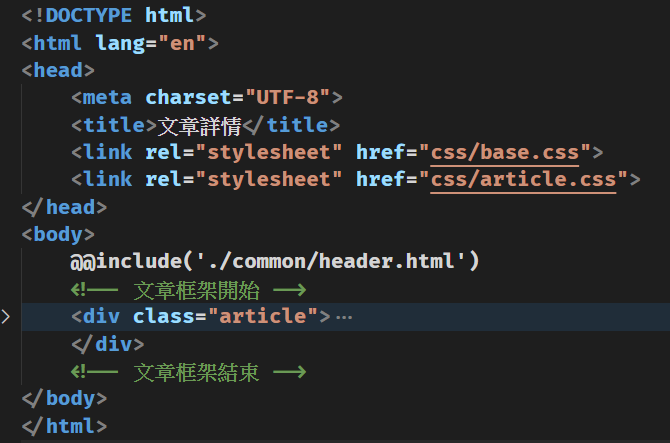 <!DOCTYPE html>
<html lang="en">
<head>
    <meta charset="UTF-8">
    <title>文章詳情</title>
    <link rel="stylesheet" href="css/base.css">
    <link rel="stylesheet" href="css/article.css">
</head>
<body>
    @@include('./common/header.html')
    <!-- 文章框架開始 -->
    <div class="article">…
    </div>
    <!-- 文章框架結束 -->
</body>
</html>